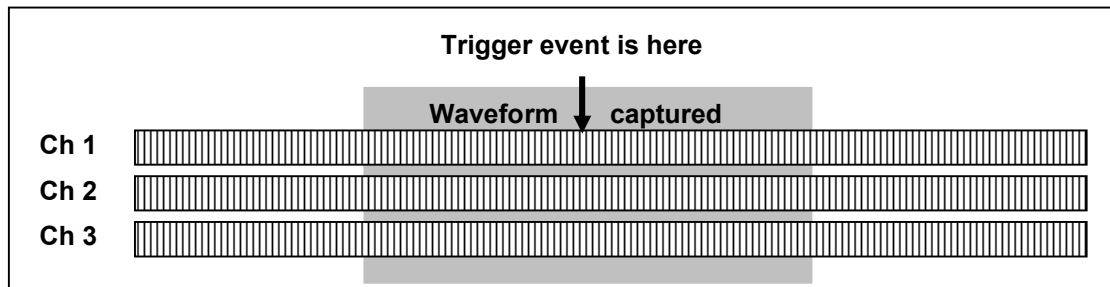 Trigger event is here
Waveform captured
Ch 1
Ch 2
Ch 3